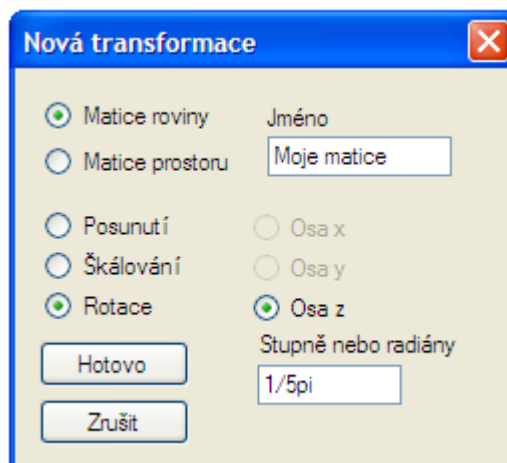 Nová transformace
Matice roviny
Jméno
Matice prostoru
Moje matice
Posunutí
Osa x
Škálování
Osa y
Rotace
Osa z
Stupně nebo radiány
Hotovo
1/5pi
Zrušit